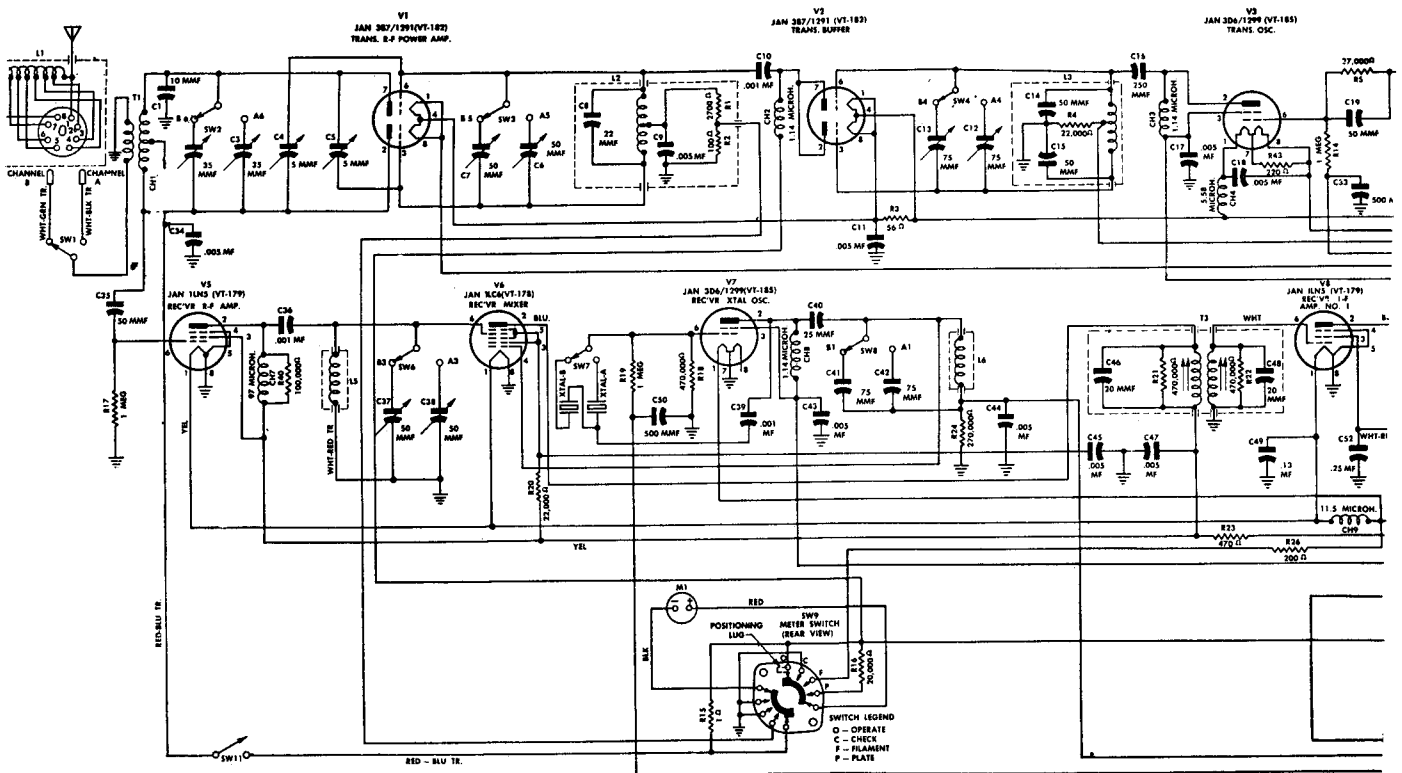 V1
JAN 3B7/1291(VT-182)
TRANS. R-F POWER AMP.
V2
JAN 3B7/1291 (VT-183)
TRANS. BUFFER
V3
JAN 3D6/1299 (VT-185)
TRANS. OSC.
L1
T1
10 MMF
C1
B6
SW2
A6
C3
35
MMF
35
MMF
C4
5 MMF
C5
5 MMF
CH1
CHANNEL
B
CHANNEL
A
WHT-GRN TR.
WHT-BLK TR
SW1
C34
.005 MF
B5
SW3
A5
50
MMF
C7
50
MMF
C6
L2
C8
22
MMF
C9
.005 MF
2700Ω
R1
100Ω
R2
C10
.001 MF
CH2
1.14 MICROH.
B4
SW4
A4
C13
75
MMF
C12
75
MMF
L3
C14
50 MMF
R4
22,000Ω
C15
50
MMF
C16
250
MMF
CH3
1.14 MICROH.
C17
.005
MF
C18
.005 MF
R43
220 Ω
5.58
MICROH.
CH4
27,000Ω
R5
C19
50 MMF
1 MEG
R14
C33
R3
56 Ω
C11
.005 MF
C35
50 MMF
V5
JAN 1LN5 (VT-179)
REC'VR R-F AMP.
C36
.001 MF
V6
JAN 1LC6(VT-178)
REC'VR MIXER
BLU.
V7
JAN 3D6/1299(VT-185)
REC'VR XTAL OSC.
C40
25 MMF
V8
JAN 1LN5 (VT-179)
REC'VR I-F
AMP. NO. 1
R17
1 MEG
YEL
97 MICROH.
CH7
R40
100,000Ω
L5
WHT-RED TR
B3
SW6
A3
C37
50
MMF
C38
50
MMF
R20
22,000Ω
SW7
XTAL-B
XTAL-A
R19
1 MEG
470,000Ω
R18
C50
500 MMF
C39
.001
MF
1.14 MICROH
CH8
C43
.005
MF
B1
SW8
A1
C41
75
MMF
C42
75
MMF
L6
R24
270,000Ω
C44
.005
MF
T3
WHT
C46
20 MMF
R21
470,000Ω
470,000Ω
R22
C48
20
MMF
C45
.005
MF
C47
.005
MF
C49
.13
MF
C52
.25 MF
11.5 MICROH.
CH9
R23
470 Ω
R26
200 Ω
YEL
RED-BLU TR.
M1
RED
BLK
POSITIONING
LUG
SW9
METER SWITCH
(REAR VIEW)
O
C
F
P
R16
20,000Ω
R15
1 Ω
SWITCH LEGEND
O — OPERATE
C — CHECK
F — FILAMENT
P — PLATE
SW11
RED — BLU TR.